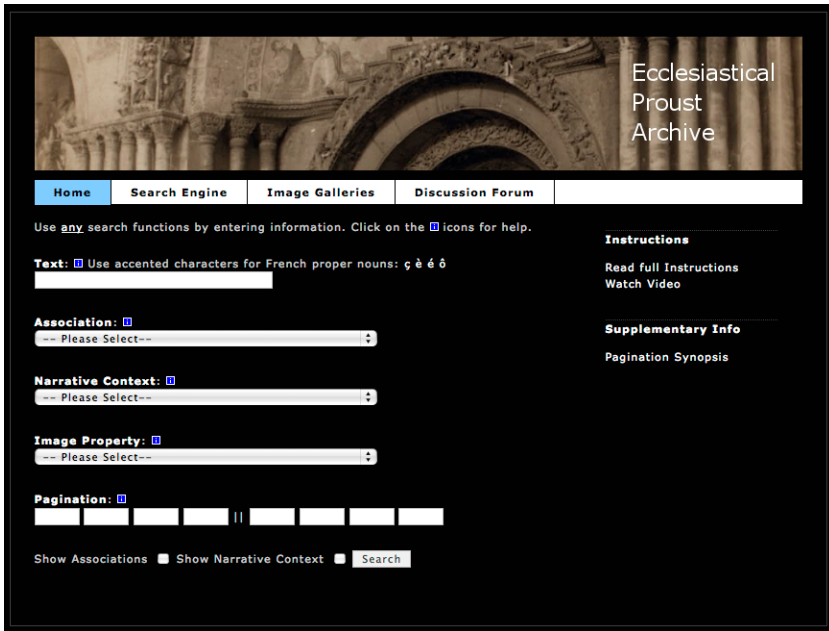 Ecclesiastical
Proust
Archive
Home Search Engine Image Galleries Discussion Forum
Use any search functions by entering information. Click on the i icons for help.
Text: i Use accented characters for French proper nouns: ç è é ô
Association: i
-- Please Select--
Narrative Context: i
-- Please Select--
Image Property: i
-- Please Select--
Pagination: i
||
Show Associations Show Narrative Context Search
Instructions
Read full Instructions
Watch Video
Supplementary Info
Pagination Synopsis